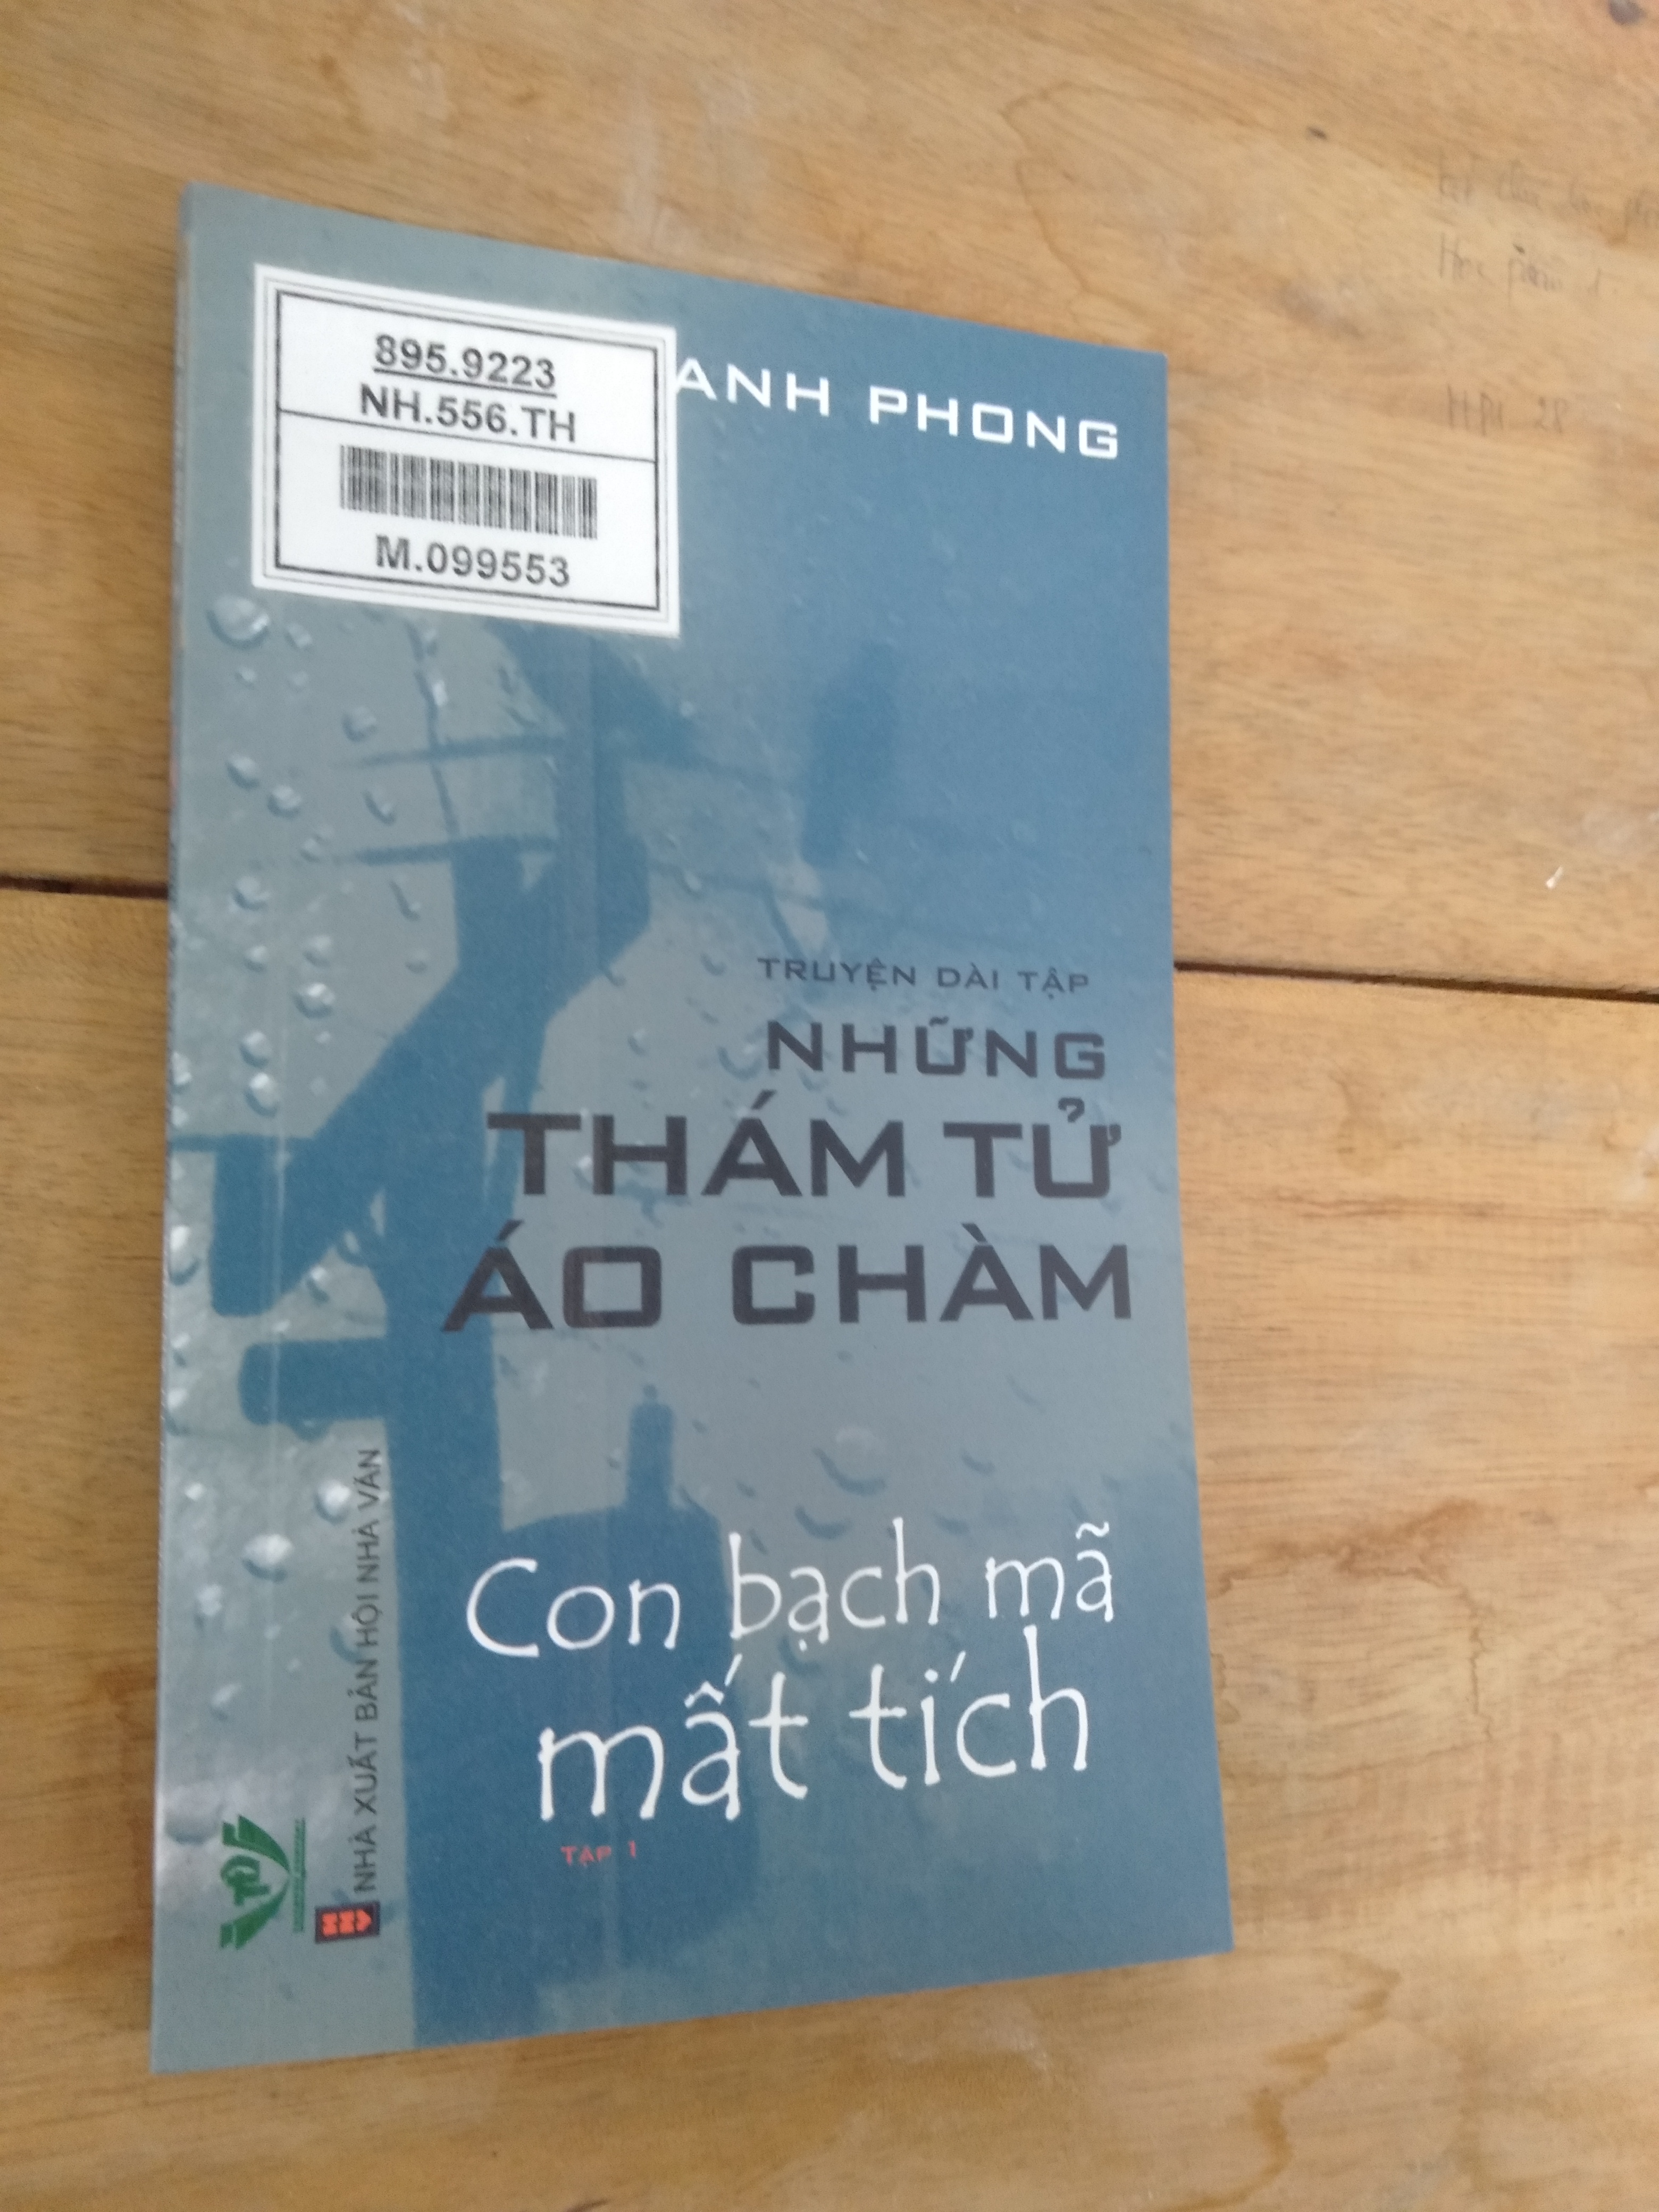 895.9223
NH.556.TH
M.099553
ANH PHONG
TRUYỆN DÀI TẬP
NHỮNG
THÁM TỬ
ÁO CHÀM
Con bạch mã
mất tích
TẬP 1
NHÀ XUẤT BẢN HỘI NHÀ VĂN